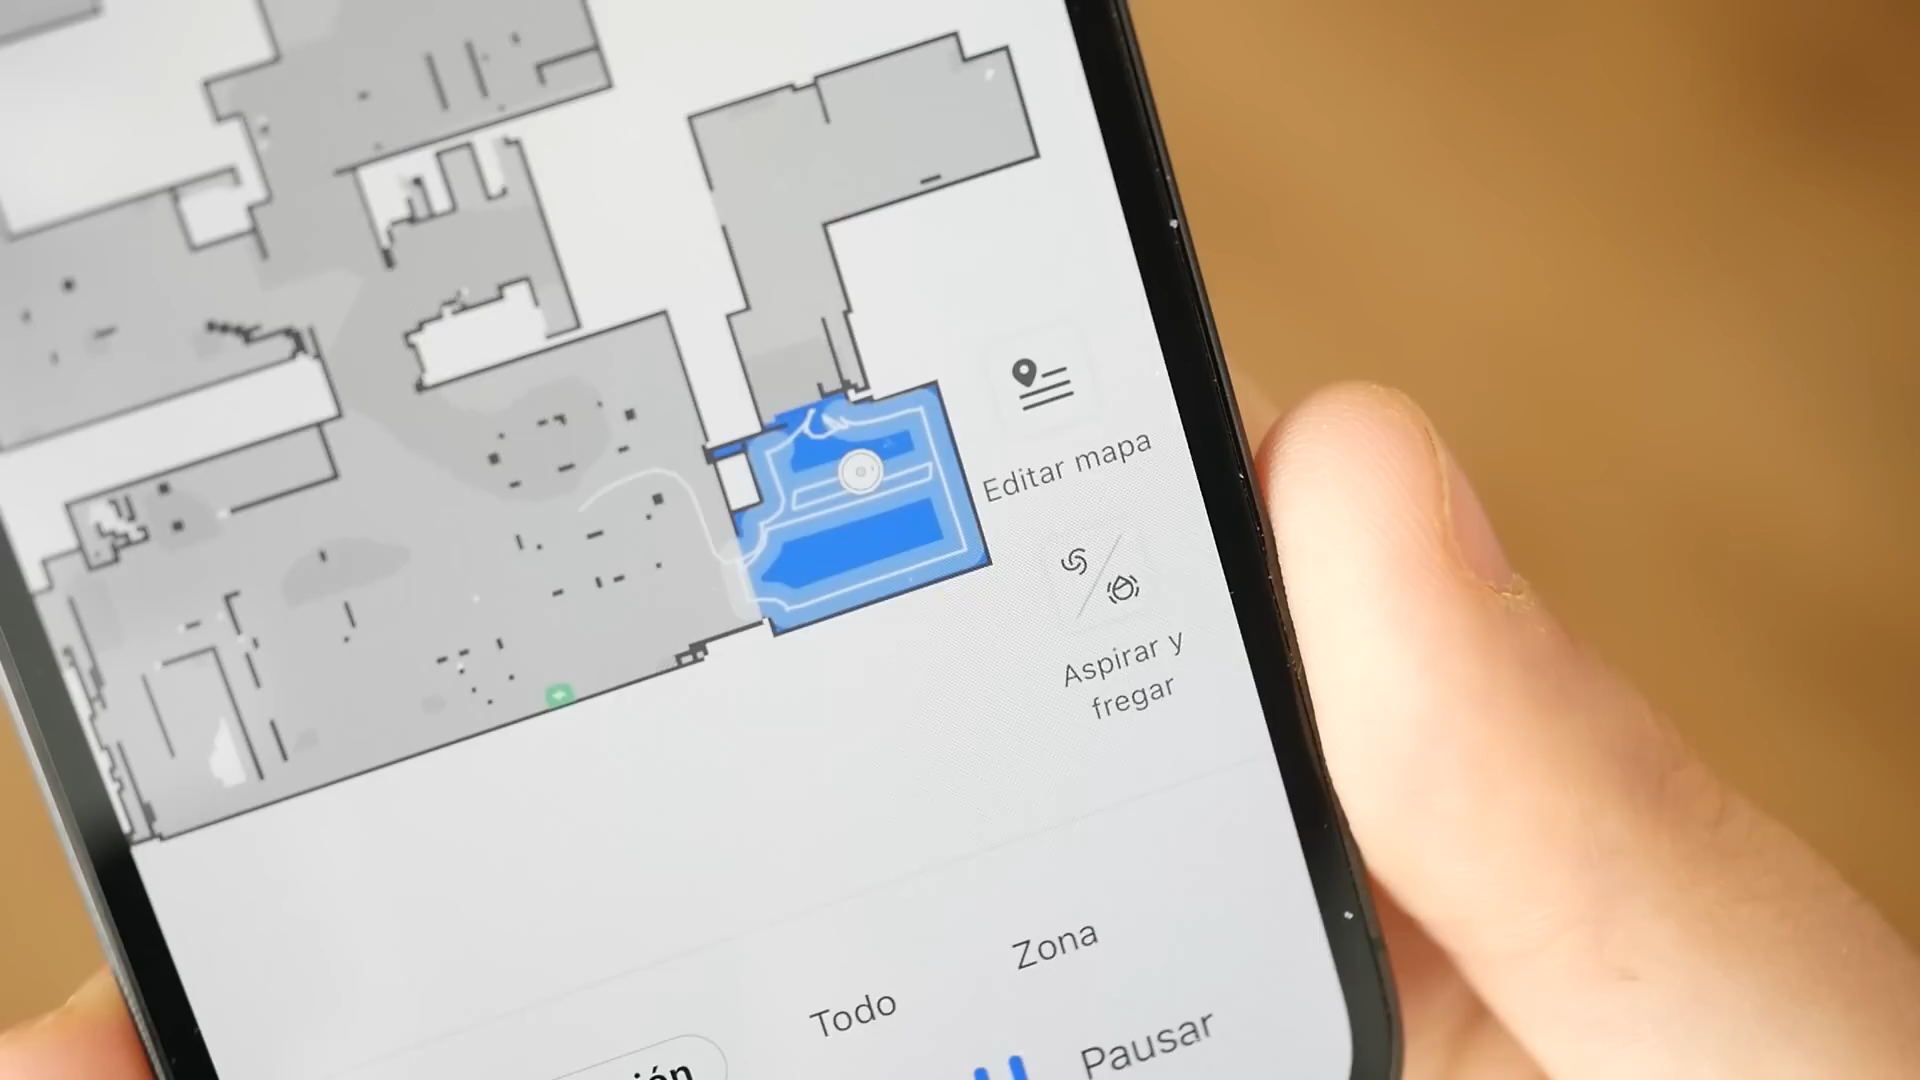 Editar mapa
Aspirar y
fregar
Zona
Todo
Pausar